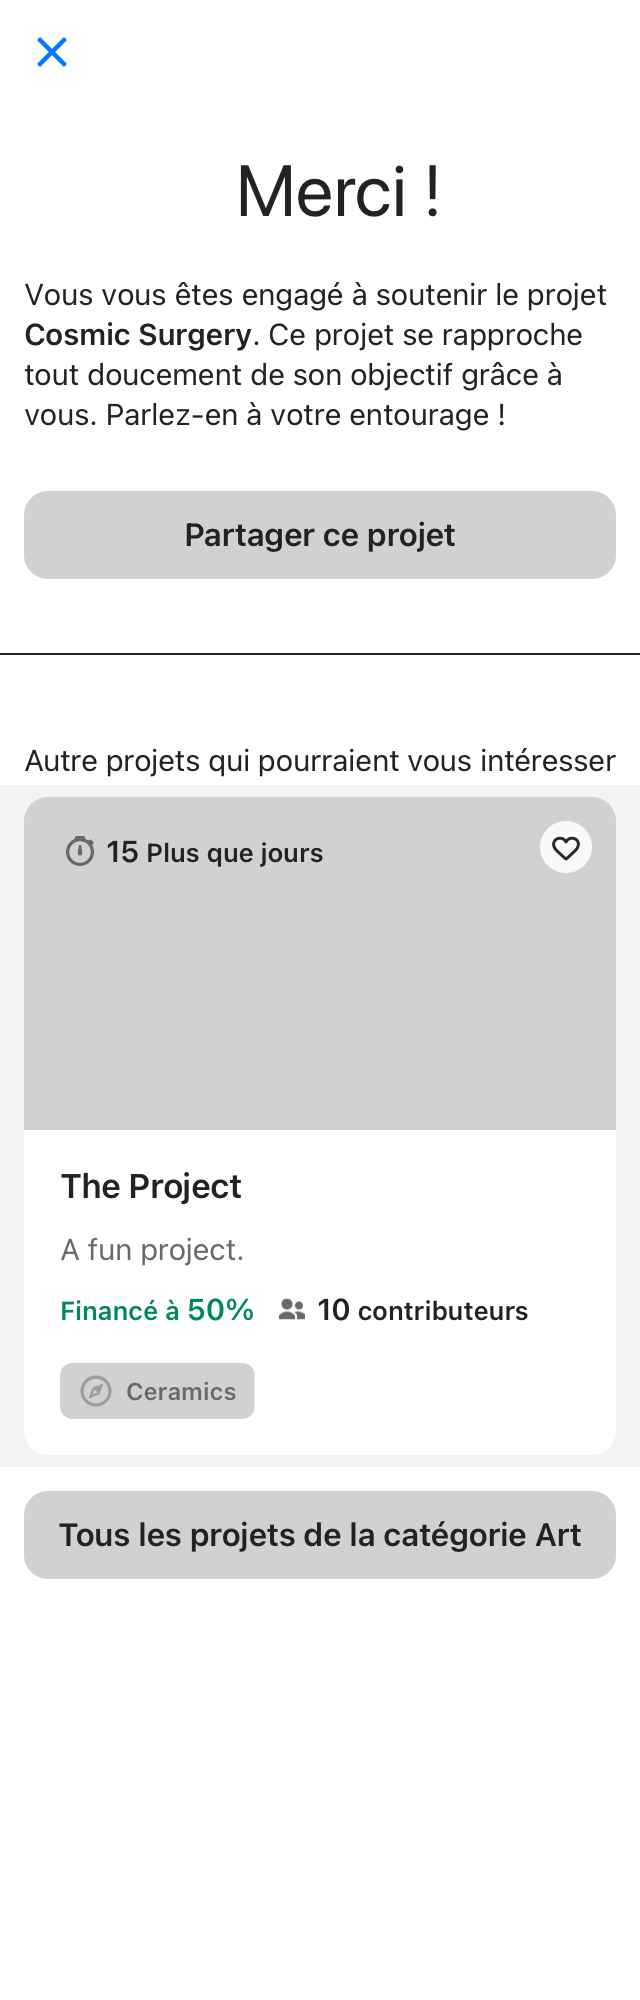 Merci !
Vous vous êtes engagé à soutenir le projet
Cosmic Surgery. Ce projet se rapproche
tout doucement de son objectif grâce à
vous. Parlez-en à votre entourage !
Partager ce projet
Autre projets qui pourraient vous intéresser
15 Plus que jours
The Project
A fun project.
Financé à 50% 10 contributeurs
Ceramics
Tous les projets de la catégorie Art